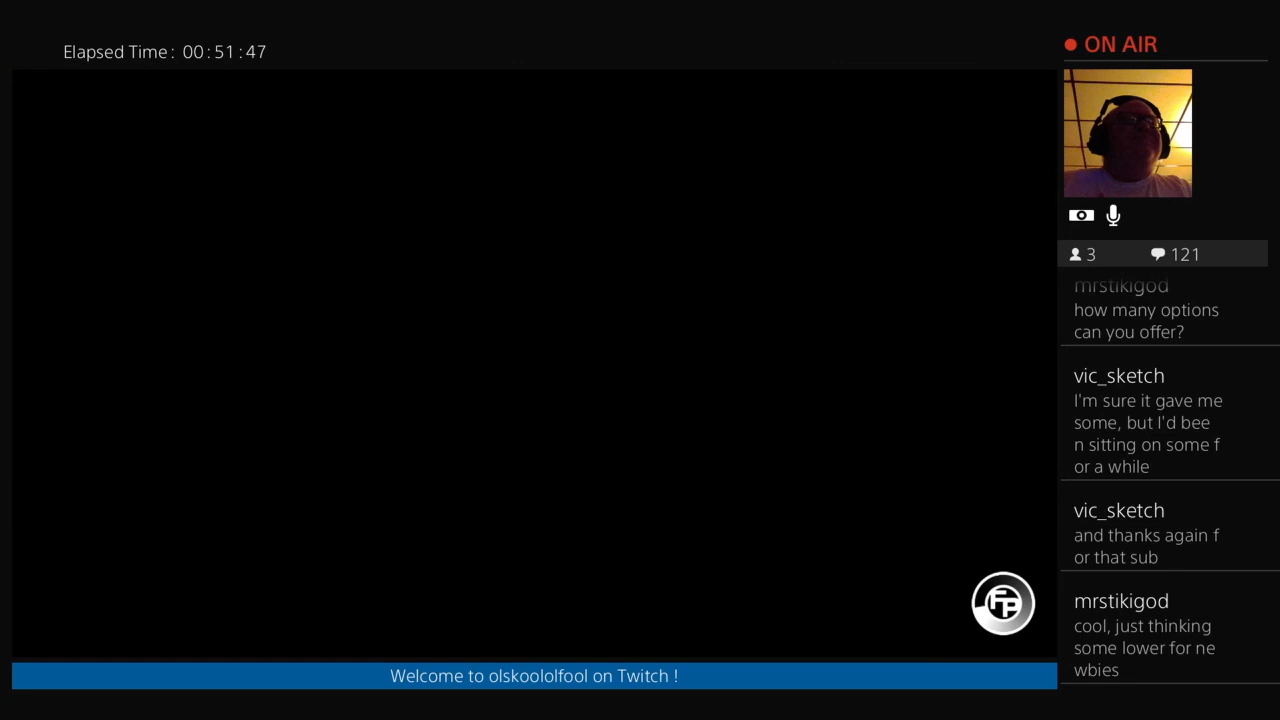 Elapsed Time: 00:51:47
ON AIR
3
121
mrstikigod
how many options
can you offer?
vic_sketch
I'm sure it gave me
some, but I'd bee
n sitting on some f
or a while
vic_sketch
and thanks again f
or that sub
mrstikigod
cool, just thinking
some lower for ne
wbies
FP
Welcome to olskoololfool on Twitch !